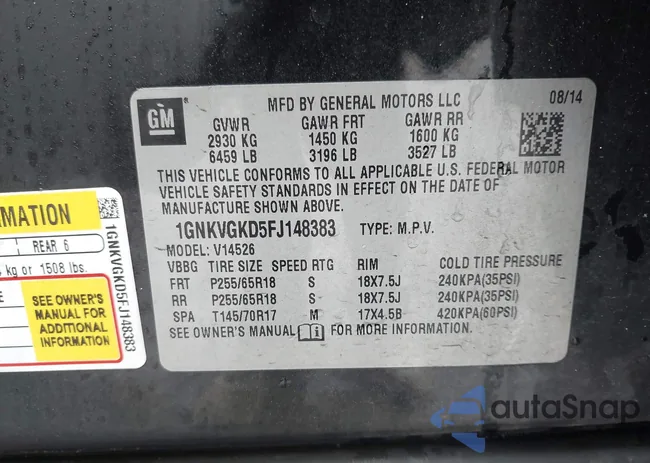 GM
MFD BY GENERAL MOTORS LLC 08/14
GVWR GAWR FRT GAWR RR
2930 KG 1450 KG 1600 KG
6459 LB 3196 LB 3527 LB
THIS VEHICLE CONFORMS TO ALL APPLICABLE U.S. FEDERAL MOTOR
VEHICLE SAFETY STANDARDS IN EFFECT ON THE DATE OF
MANUFACTURE SHOWN ABOVE.
1GNKVGKD5FJ148383 TYPE: M.P.V.
MODEL: V14526
VBBG TIRE SIZE SPEED RTG RIM COLD TIRE PRESSURE
FRT P255/65R18 S 18X7.5J 240KPA(35PSI)
RR P255/65R18 S 18X7.5J 240KPA(35PSI)
SPA T145/70R17 M 17X4.5B 420KPA(60PSI)
SEE OWNER'S MANUAL i FOR MORE INFORMATION.
REAR 6
kg or 1508 lbs.
SEE OWNER'S
MANUAL FOR
ADDITIONAL
INFORMATION
1GNKVGKD5FJ148383
autoSnap